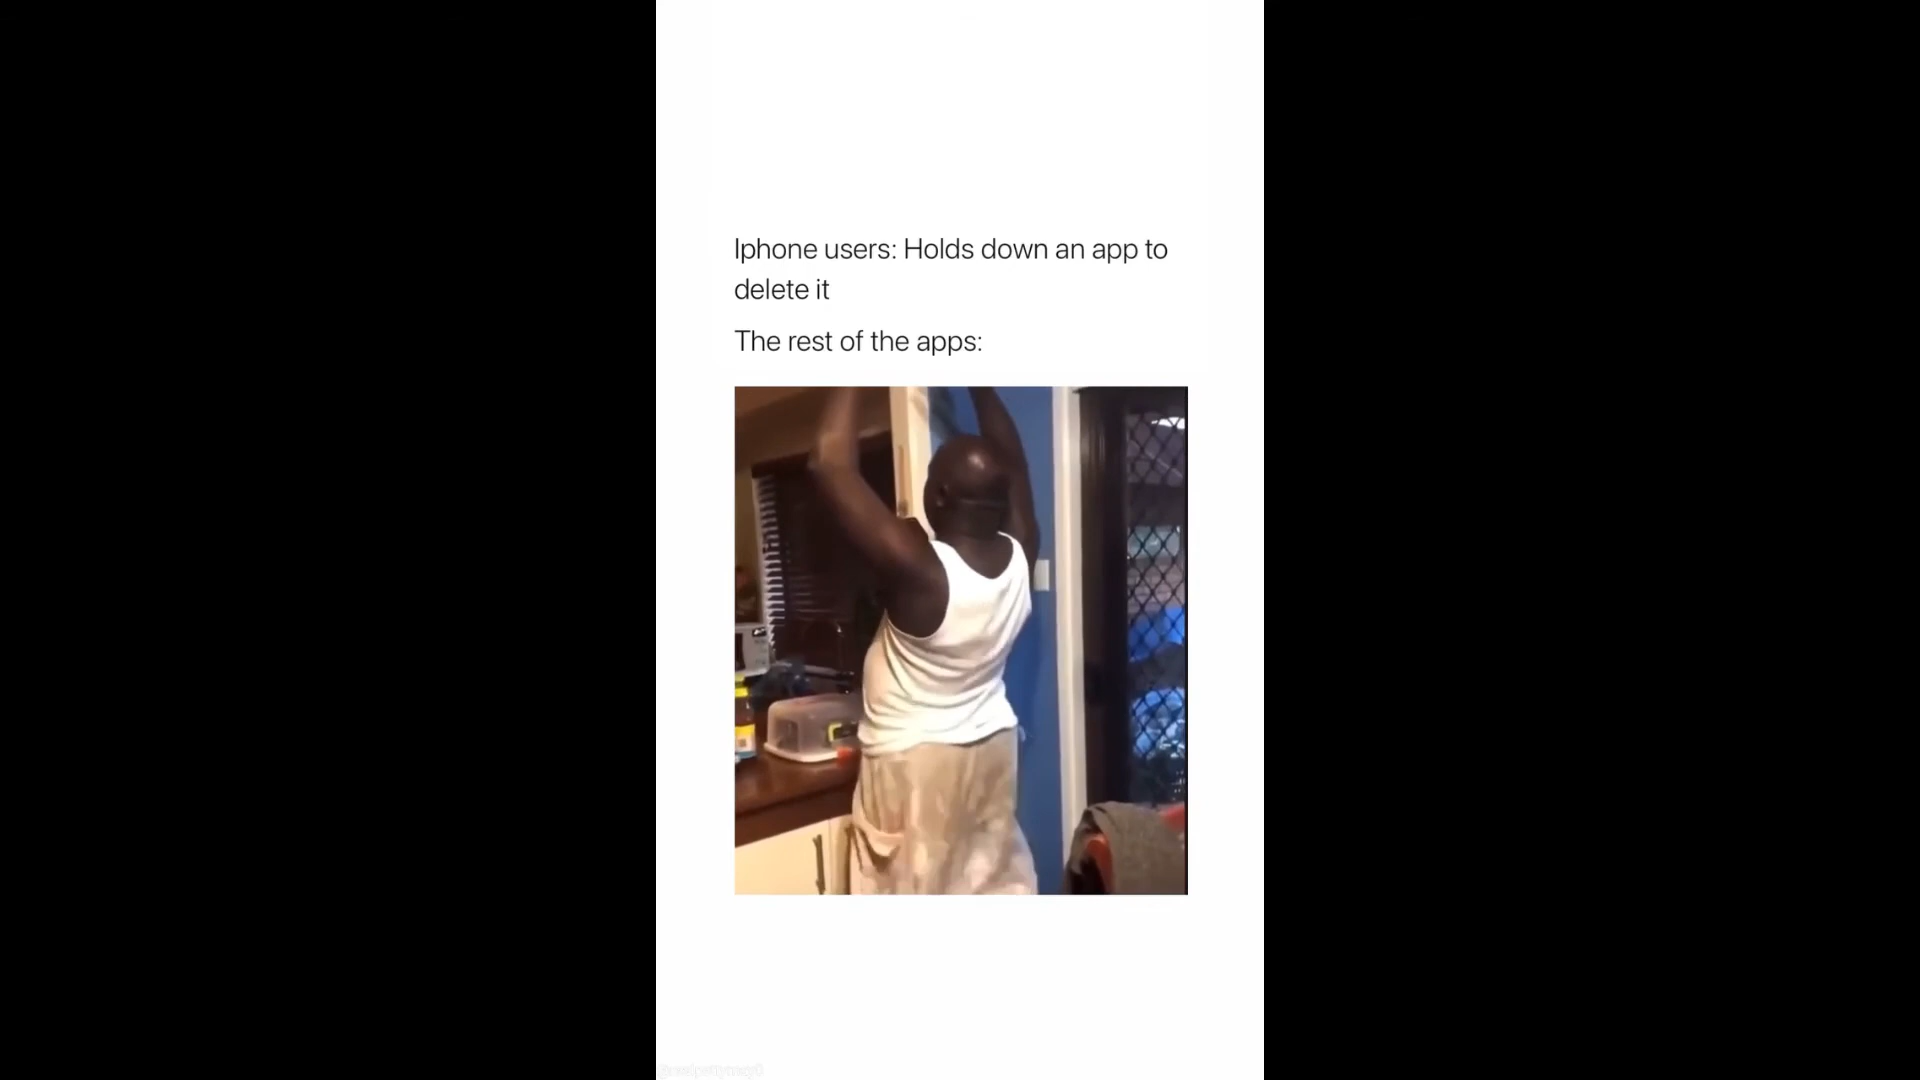 Iphone users: Holds down an app to
delete it
The rest of the apps: